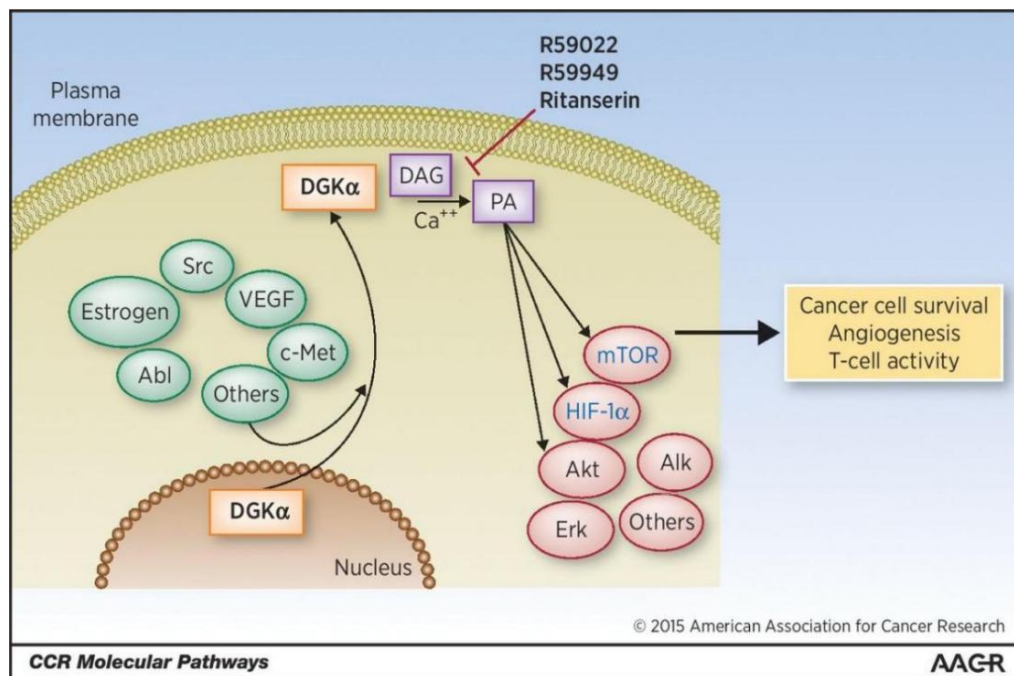 R59022
R59949
Ritanserin
Plasma
membrane
DGKα
DAG
Ca⁺⁺
PA
Src
Estrogen
VEGF
c-Met
Abl
Others
mTOR
HIF-1α
Akt
Alk
Erk
Others
Cancer cell survival
Angiogenesis
T-cell activity
DGKα
Nucleus
© 2015 American Association for Cancer Research
CCR Molecular Pathways
AACR